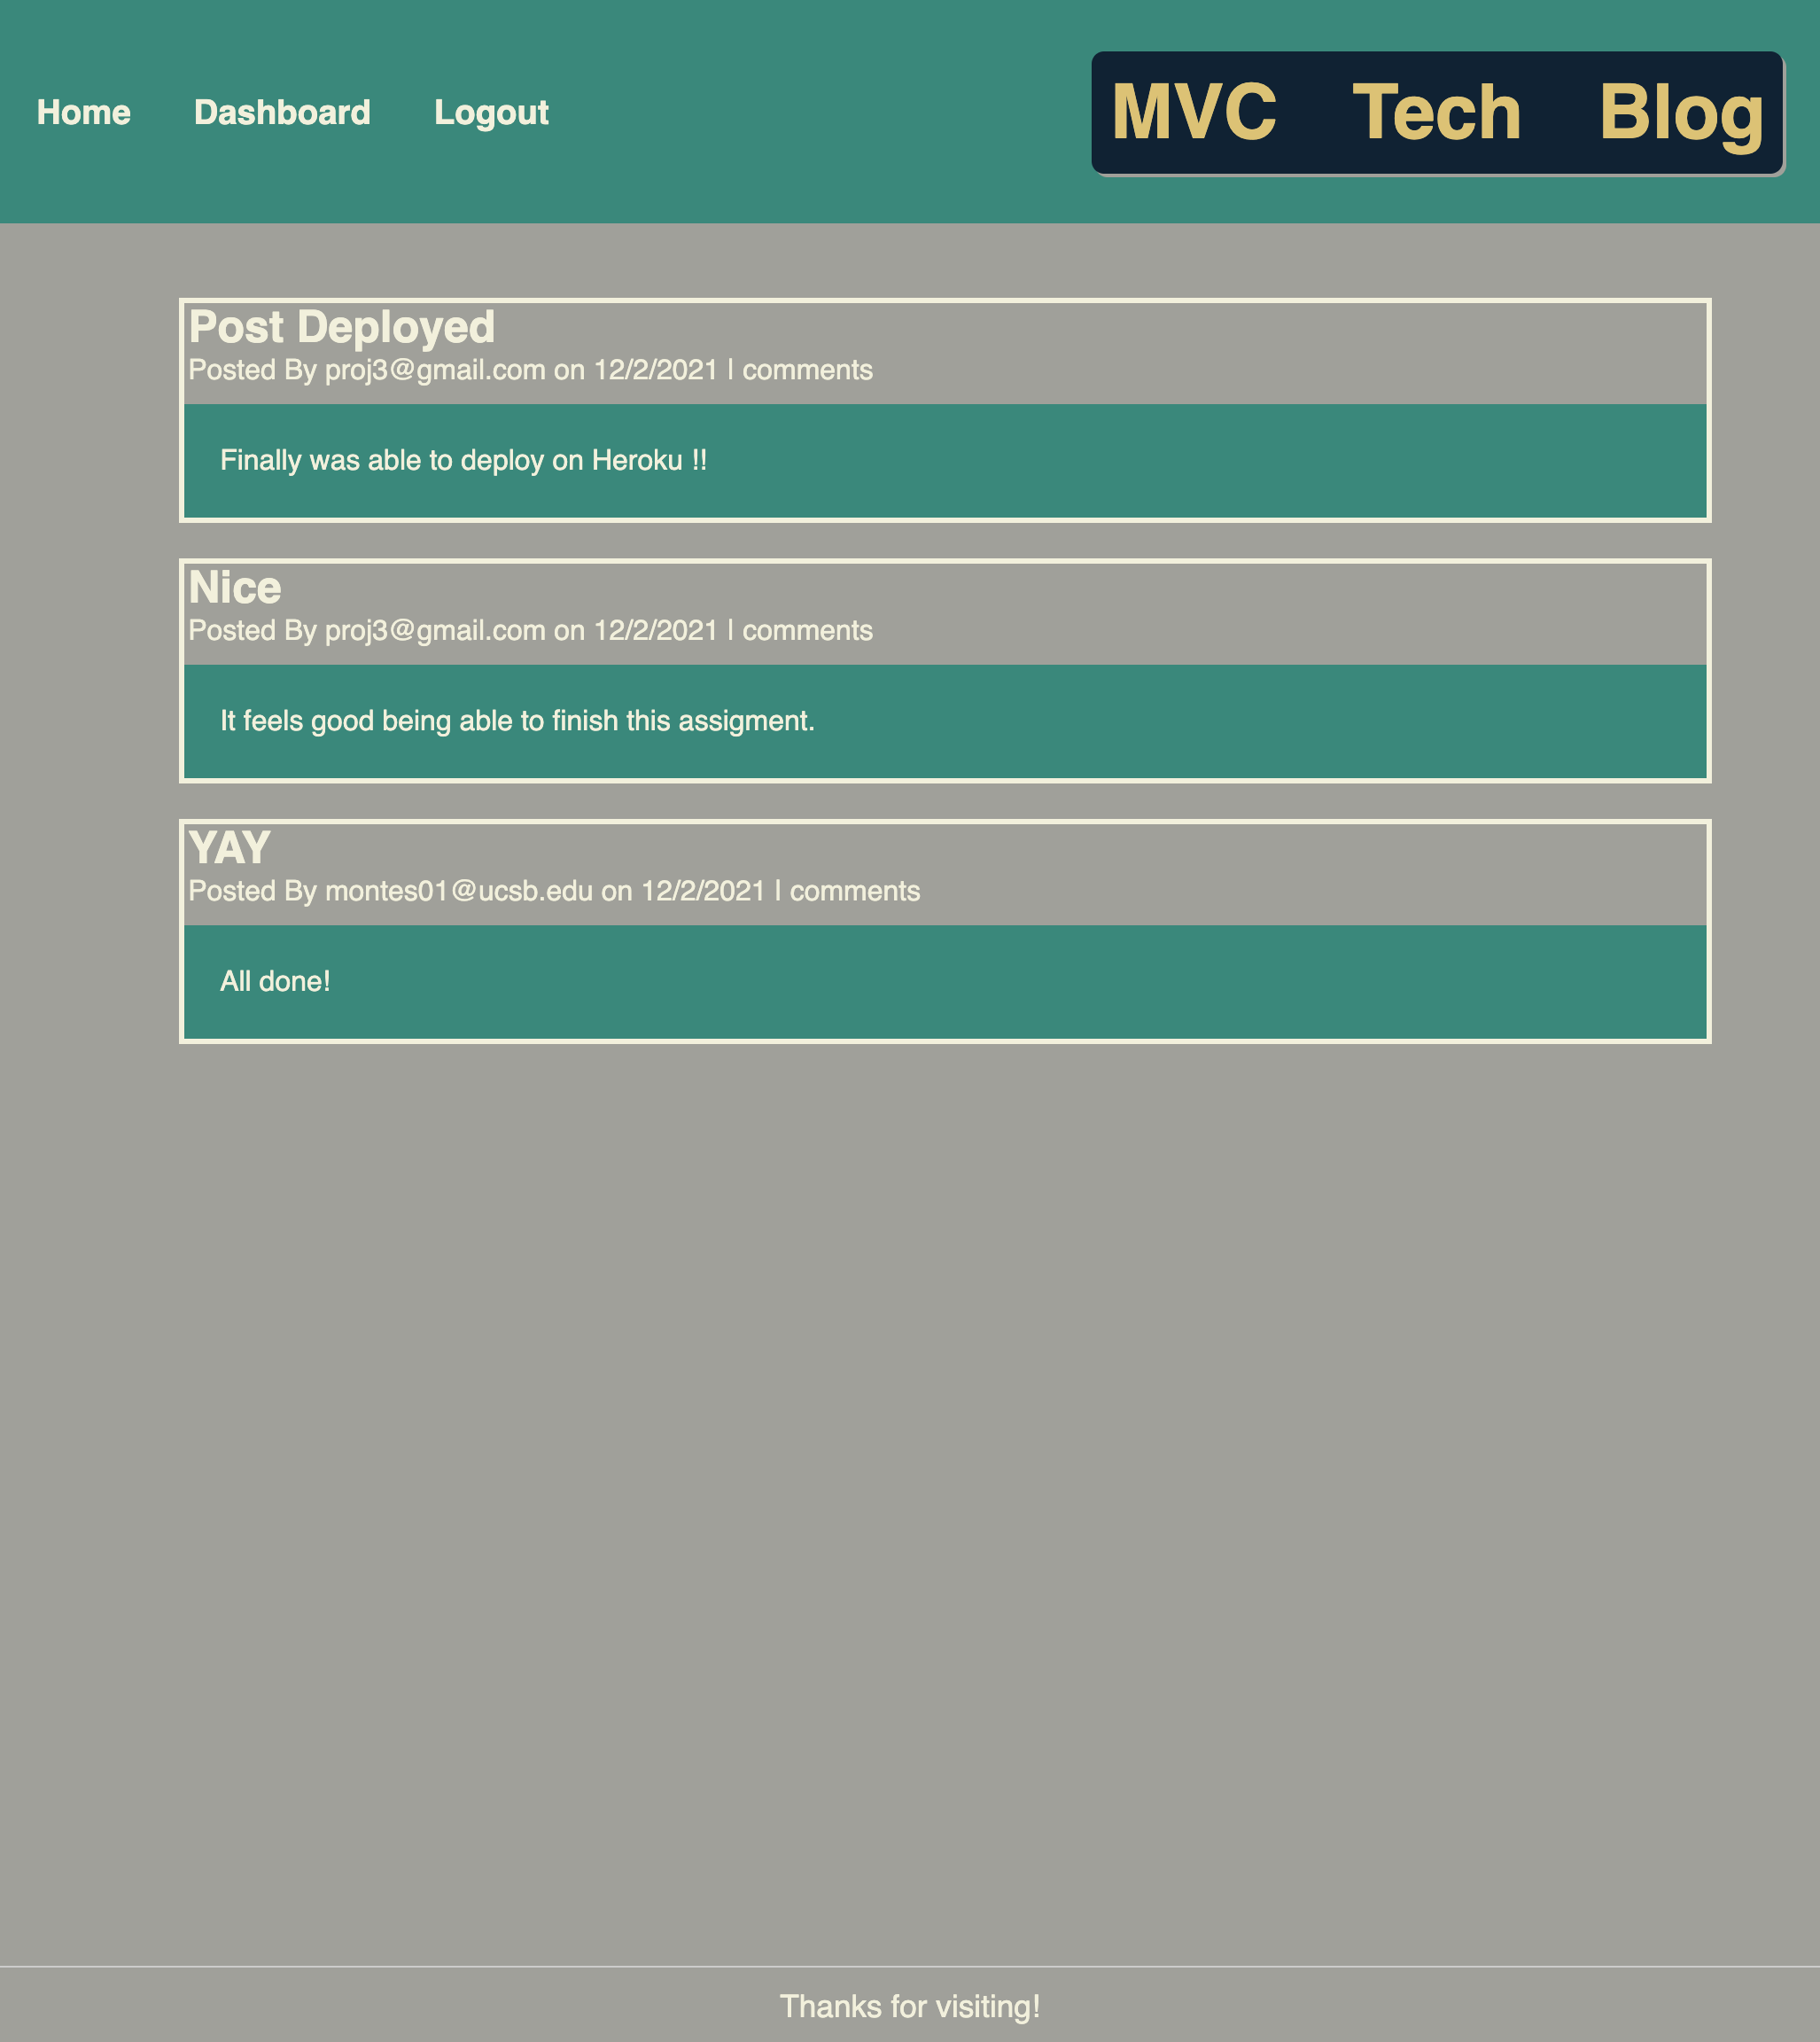 Home Dashboard Logout
MVC Tech Blog
Post Deployed
Posted By proj3@gmail.com on 12/2/2021 | comments
Finally was able to deploy on Heroku !!
Nice
Posted By proj3@gmail.com on 12/2/2021 | comments
It feels good being able to finish this assigment.
YAY
Posted By montes01@ucsb.edu on 12/2/2021 | comments
All done!
Thanks for visiting!